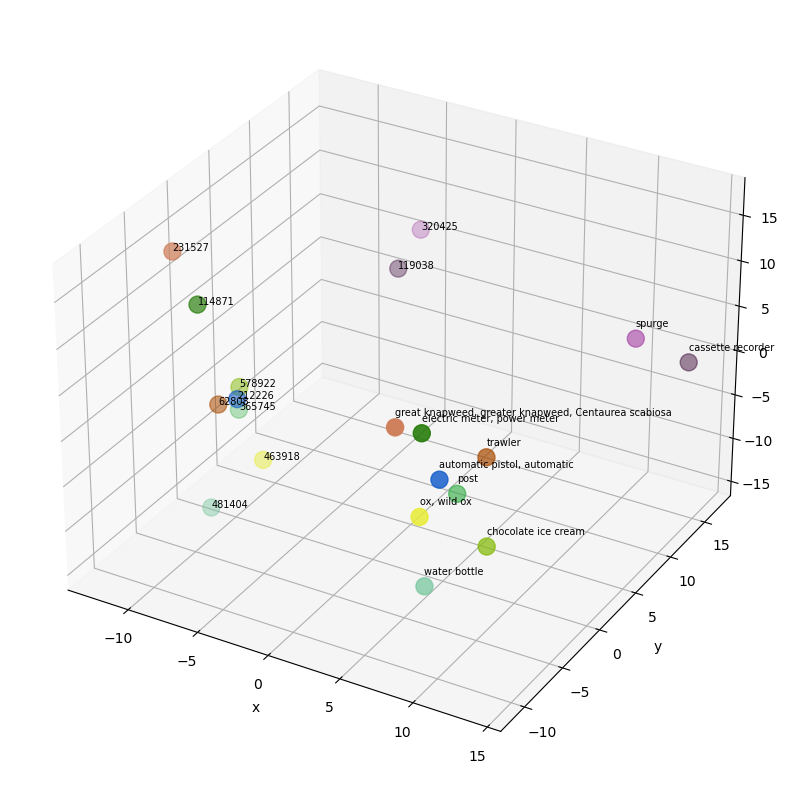 320425
231527
119038
114871
spurge
cassette recorder
578922
212226
62808
365745
great knapweed, greater knapweed, Centaurea scabiosa
electric meter, power meter
trawler
463918
automatic pistol, automatic
post
481404
ox, wild ox
chocolate ice cream
water bottle
15
10
5
0
−5
−10
−15
15
10
5
0
−5
−10
y
−10
−5
0
5
10
15
x